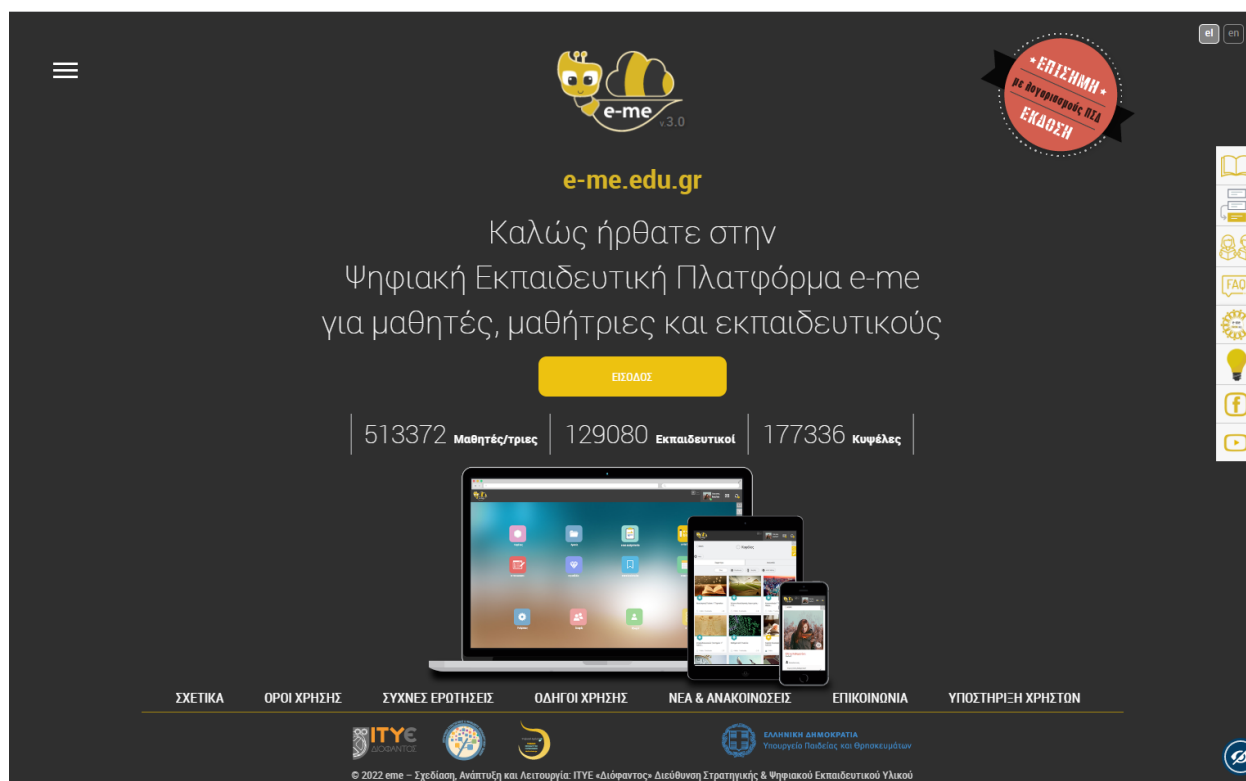 el en
e-me
v3.0
*ΕΠΙΣΗΜΗ*
με λογαριασμούς ΠΣΔ
ΕΚΔΟΣΗ
e-me.edu.gr
Καλώς ήρθατε στην
Ψηφιακή Εκπαιδευτική Πλατφόρμα e-me
για μαθητές, μαθήτριες και εκπαιδευτικούς
FAQ
ΕΙΣΟΔΟΣ
513372 Μαθητές/τριες 129080 Εκπαιδευτικοί 177336 Κυψέλες
ΣΧΕΤΙΚΑ ΟΡΟΙ ΧΡΗΣΗΣ ΣΥΧΝΕΣ ΕΡΩΤΗΣΕΙΣ ΟΔΗΓΟΙ ΧΡΗΣΗΣ ΝΕΑ & ΑΝΑΚΟΙΝΩΣΕΙΣ ΕΠΙΚΟΙΝΩΝΙΑ ΥΠΟΣΤΗΡΙΞΗ ΧΡΗΣΤΩΝ
ΙΤΥΕ
ΔΙΟΦΑΝΤΟΣ
ΕΛΛΗΝΙΚΗ ΔΗΜΟΚΡΑΤΙΑ
Υπουργείο Παιδείας και Θρησκευμάτων
© 2022 eme – Σχεδίαση, Ανάπτυξη και Λειτουργία: ΙΤΥΕ «Διόφαντος» Διεύθυνση Στρατηγικής & Ψηφιακού Εκπαιδευτικού Υλικού